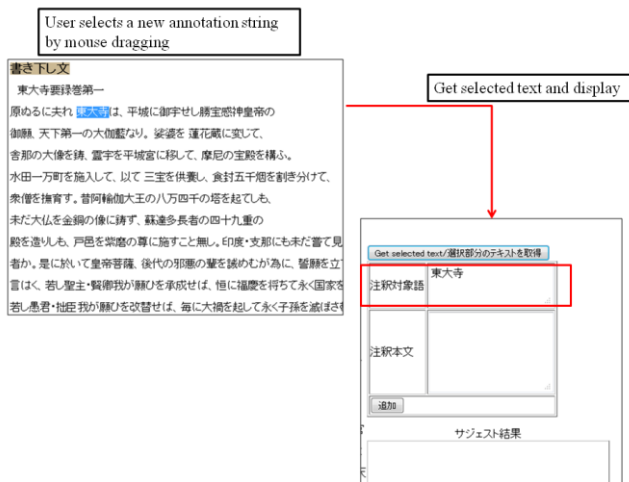 User selects a new annotation string
by mouse dragging
書き下し文
東大寺要録巻第一
原ぬるに夫れ 東大寺は、平城に御宇せし勝宝感神皇帝の
御願、天下第一の大伽藍なり。娑婆を 蓮花蔵に変じて、
舎那の大像を鋳、霊宇を平城宮に移して、摩尼の宝殿を構ふ。
水田一万町を施入して、以て 三宝を供養し、食封五千烟を割き分けて、
衆僧を撫育す。昔阿輸伽大王の八万四千の塔を起てしも、
未だ大仏を金銅の像に鋳ず、蘇達多長者の四十九重の
殿を造りしも、戸邑を紫磨の尊に施すこと無し。印度・支那にも未だ嘗て見
者か。是に於いて皇帝菩薩、後代の邪悪の輩を誡めむが為に、誓願を立
言はく、若し聖主・賢卿我が願ひを承成せば、恒に福慶を将ちて永く国家を
若し愚君・拙臣我が願ひを改替せば、毎に大禍を起して永く子孫を滅ぼさむ
Get selected text and display
Get selected text/選択部分のテキストを取得
注釈対象語
東大寺
注釈本文
追加
サジェスト結果